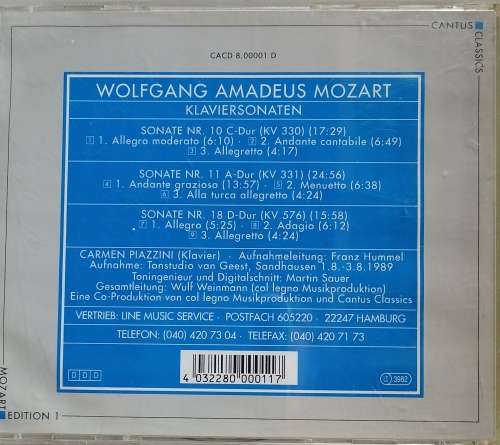 CANTUS
CLASSICS
CACD 8.00001 D
WOLFGANG AMADEUS MOZART
KLAVIERSONATEN
SONATE NR. 10 C-Dur (KV 330) (17:29)
1 1. Allegro moderato (6:10) · 2 2. Andante cantabile (6:49)
3 3. Allegretto (4:17)
SONATE NR. 11 A-Dur (KV 331) (24:56)
4 1. Andante grazioso (13:57) · 5 2. Menuetto (6:38)
6 3. Alla turca allegretto (4:24)
SONATE NR. 18 D-Dur (KV 576) (15:58)
7 1. Allegro (5:25) · 8 2. Adagio (6:12)
9 3. Allegretto (4:24)
CARMEN PIAZZINI (Klavier) · Aufnahmeleitung: Franz Hummel
Aufnahme: Tonstudio van Geest, Sandhausen 1.8.-3.8.1989
Toningenieur und Digitalschnitt: Martin Sauer
Gesamtleitung: Wulf Weinmann (col legno Musikproduktion)
Eine Co-Produktion von col legno Musikproduktion und Cantus Classics
VERTRIEB: LINE MUSIC SERVICE · POSTFACH 605220 · 22247 HAMBURG
TELEFON: (040) 420 73 04 · TELEFAX: (040) 420 71 73
D D D
4 032280 000117
3982
MOZART
EDITION 1